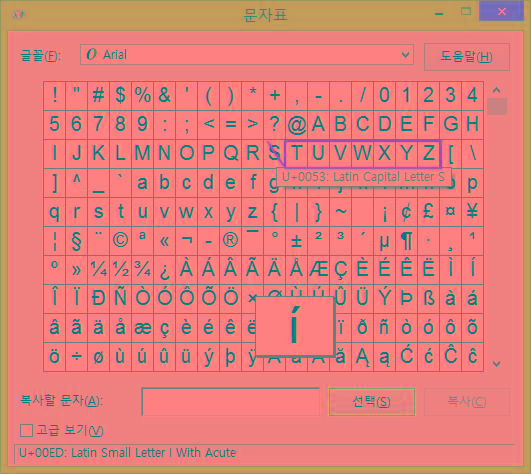 문자표
글꼴(F): O Arial 도움말(H)
! " # $ % & ' ( ) * + , - . / 0 1 2 3 4
5 6 7 8 9 : ; < = > ? @ A B C D E F G H
I J K L M N O P Q R S T U V W X Y Z [ \
] ^ _ ` a b c d e f g o p
U+0053: Latin Capital Letter S
q r s t u v w x y z { | } ~ ¡ ¢ £ ¤ ¥
¦ § ¨ © ª « ¬ - ® ¯ ° ± ² ³ ´ µ ¶ · ¸ ¹
º » ¼ ½ ¾ ¿ À Á Â Ã Ä Å Æ Ç È É Ê Ë Ì Í
Î Ï Ð Ñ Ò Ó Ô Õ Ö × Ø Ù Ú Û Ü Ý Þ ß à á
â ã ä å æ ç è é ê ë í ï ð ñ ò ó ô õ
ö ÷ ø ù ú û ü ý þ ÿ Ā ā Ă ă Ą ą Ć ć Ĉ ĉ
복사할 문자(A): 선택(S) 복사(C)
고급 보기(V)
U+00ED: Latin Small Letter I With Acute